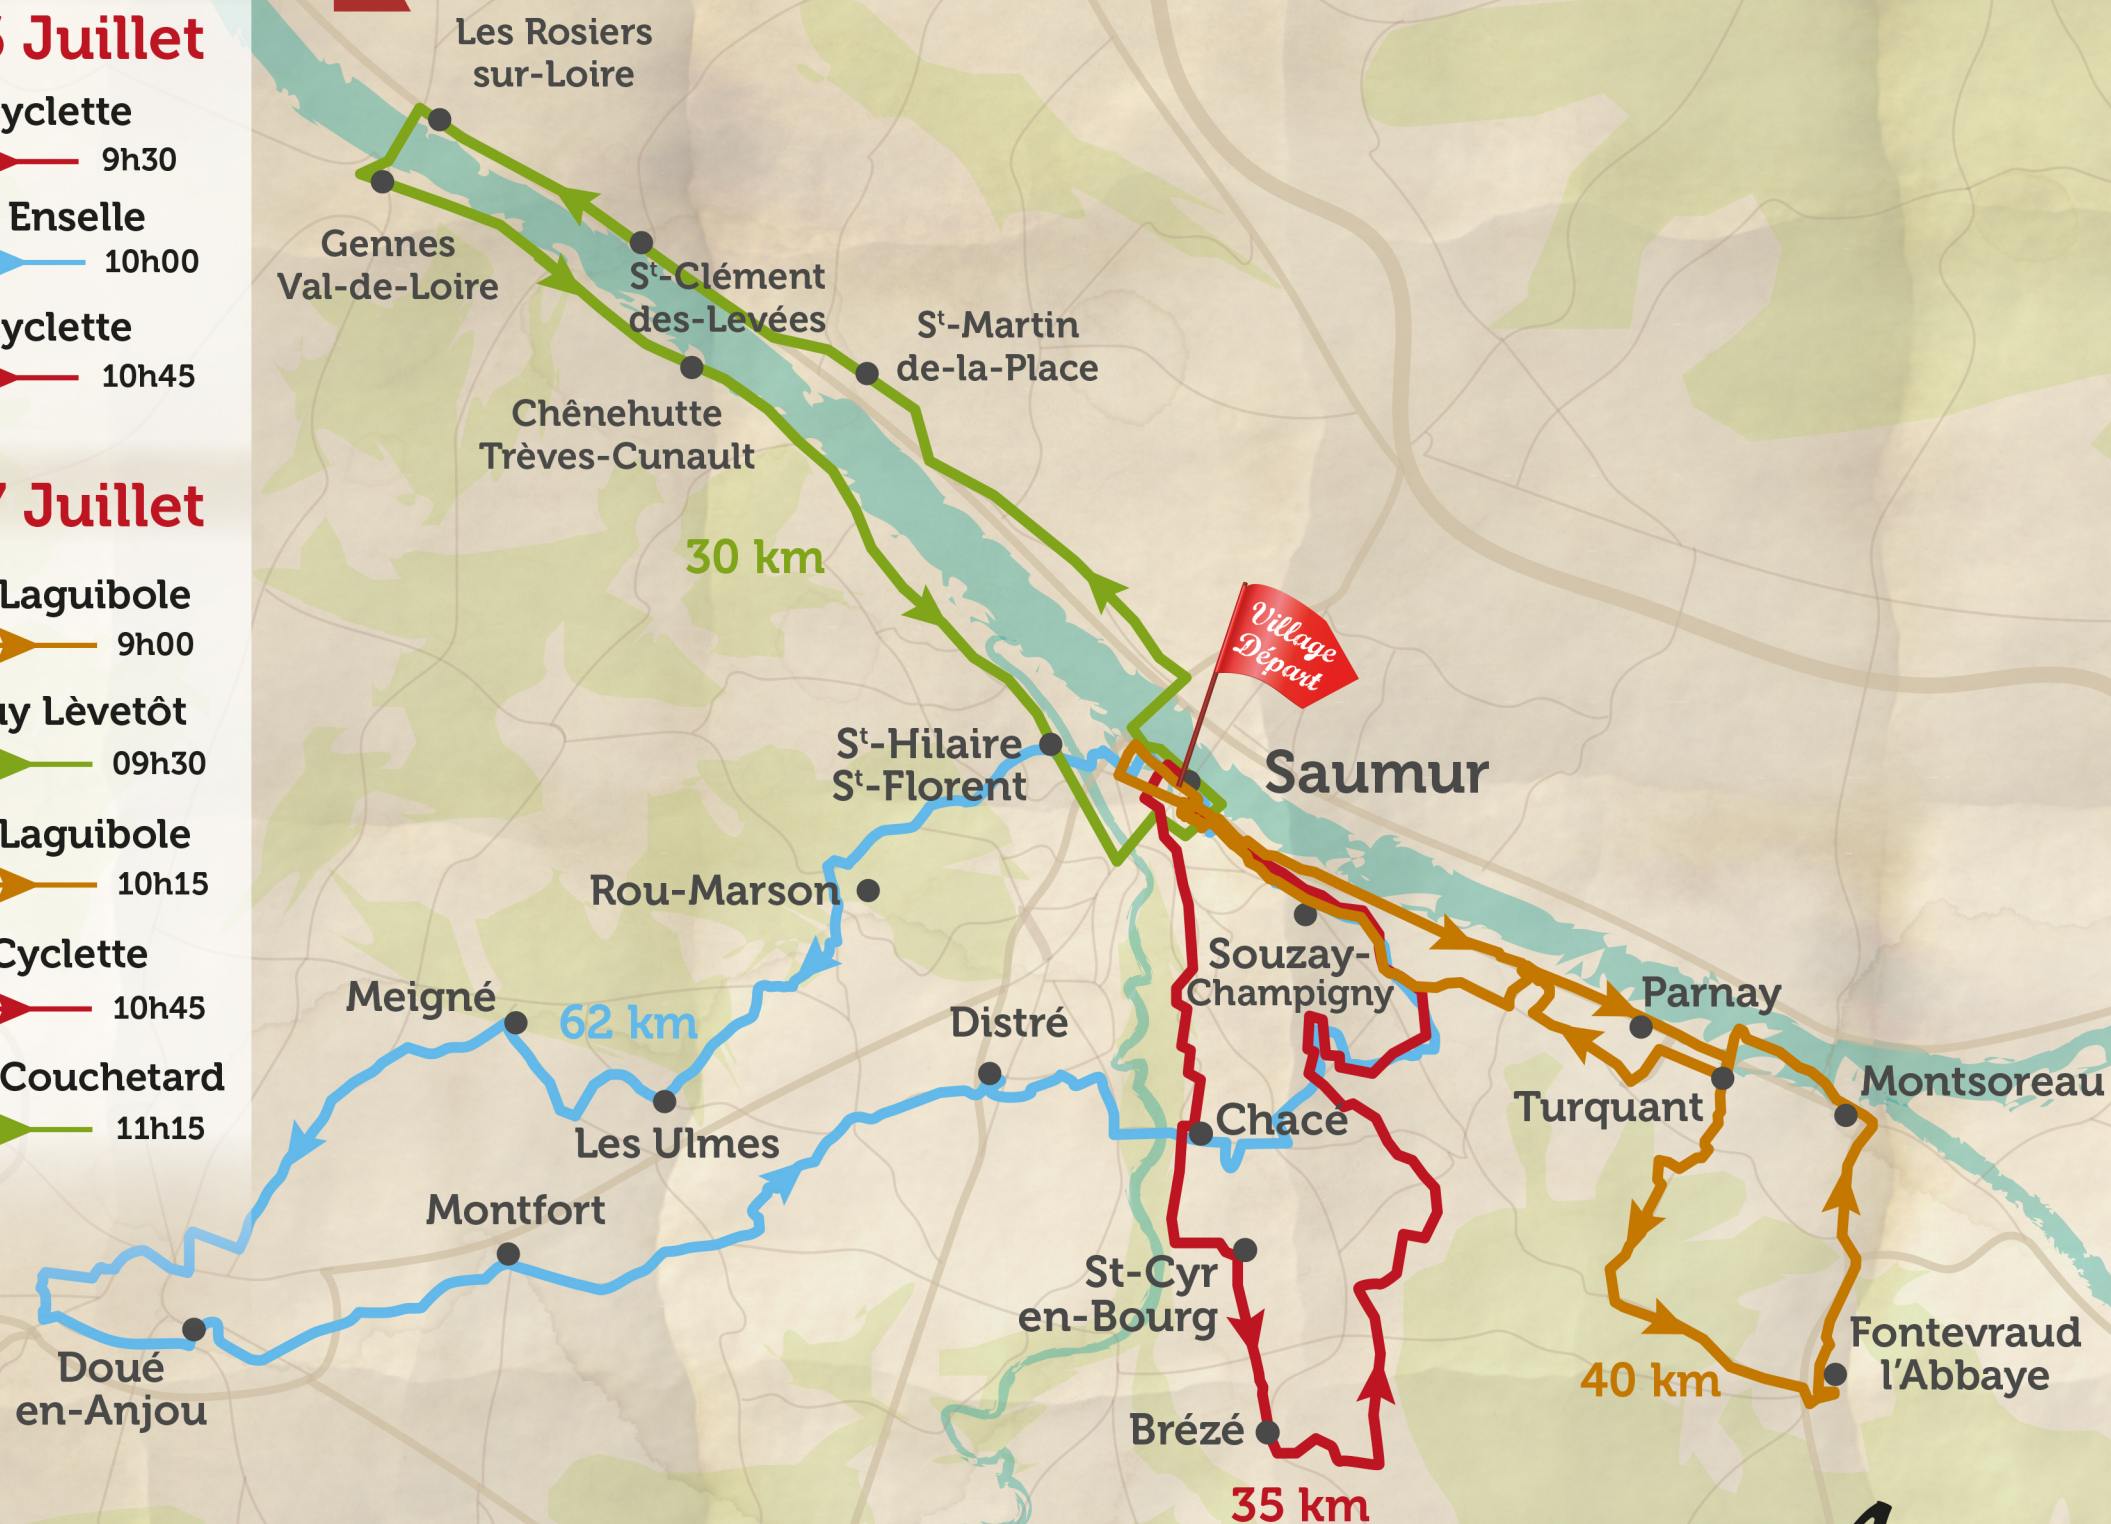 Juillet
9h30
Enselle
10h00
10h45
Juillet
Laguibole
9h00
Lèvetôt
09h30
Laguibole
10h15
Cyclette
10h45
Couchetard
11h15
Les Rosiers
sur-Loire
Gennes
Val-de-Loire
St-Clément
des-Levées
St-Martin
de-la-Place
Chênehutte
Trèves-Cunault
30 km
Village
Départ
St-Hilaire
St-Florent
Saumur
Rou-Marson
Souzay-
Champigny
Meigné
62 km
Distré
Parnay
Les Ulmes
Chacé
Turquant
Montsoreau
Montfort
St-Cyr
en-Bourg
Doué
en-Anjou
Brézé
40 km
Fontevraud
l'Abbaye
35 km